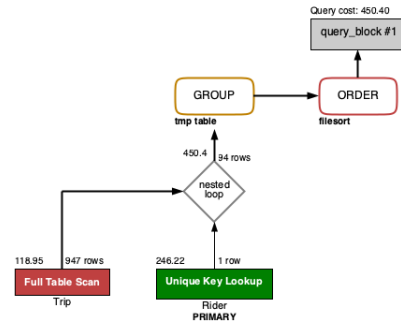 Query cost: 450.40
query_block #1
GROUP
ORDER
tmp table
filesort
450.4
94 rows
nested
loop
118.95
947 rows
246.22
1 row
Full Table Scan
Unique Key Lookup
Trip
Rider
PRIMARY